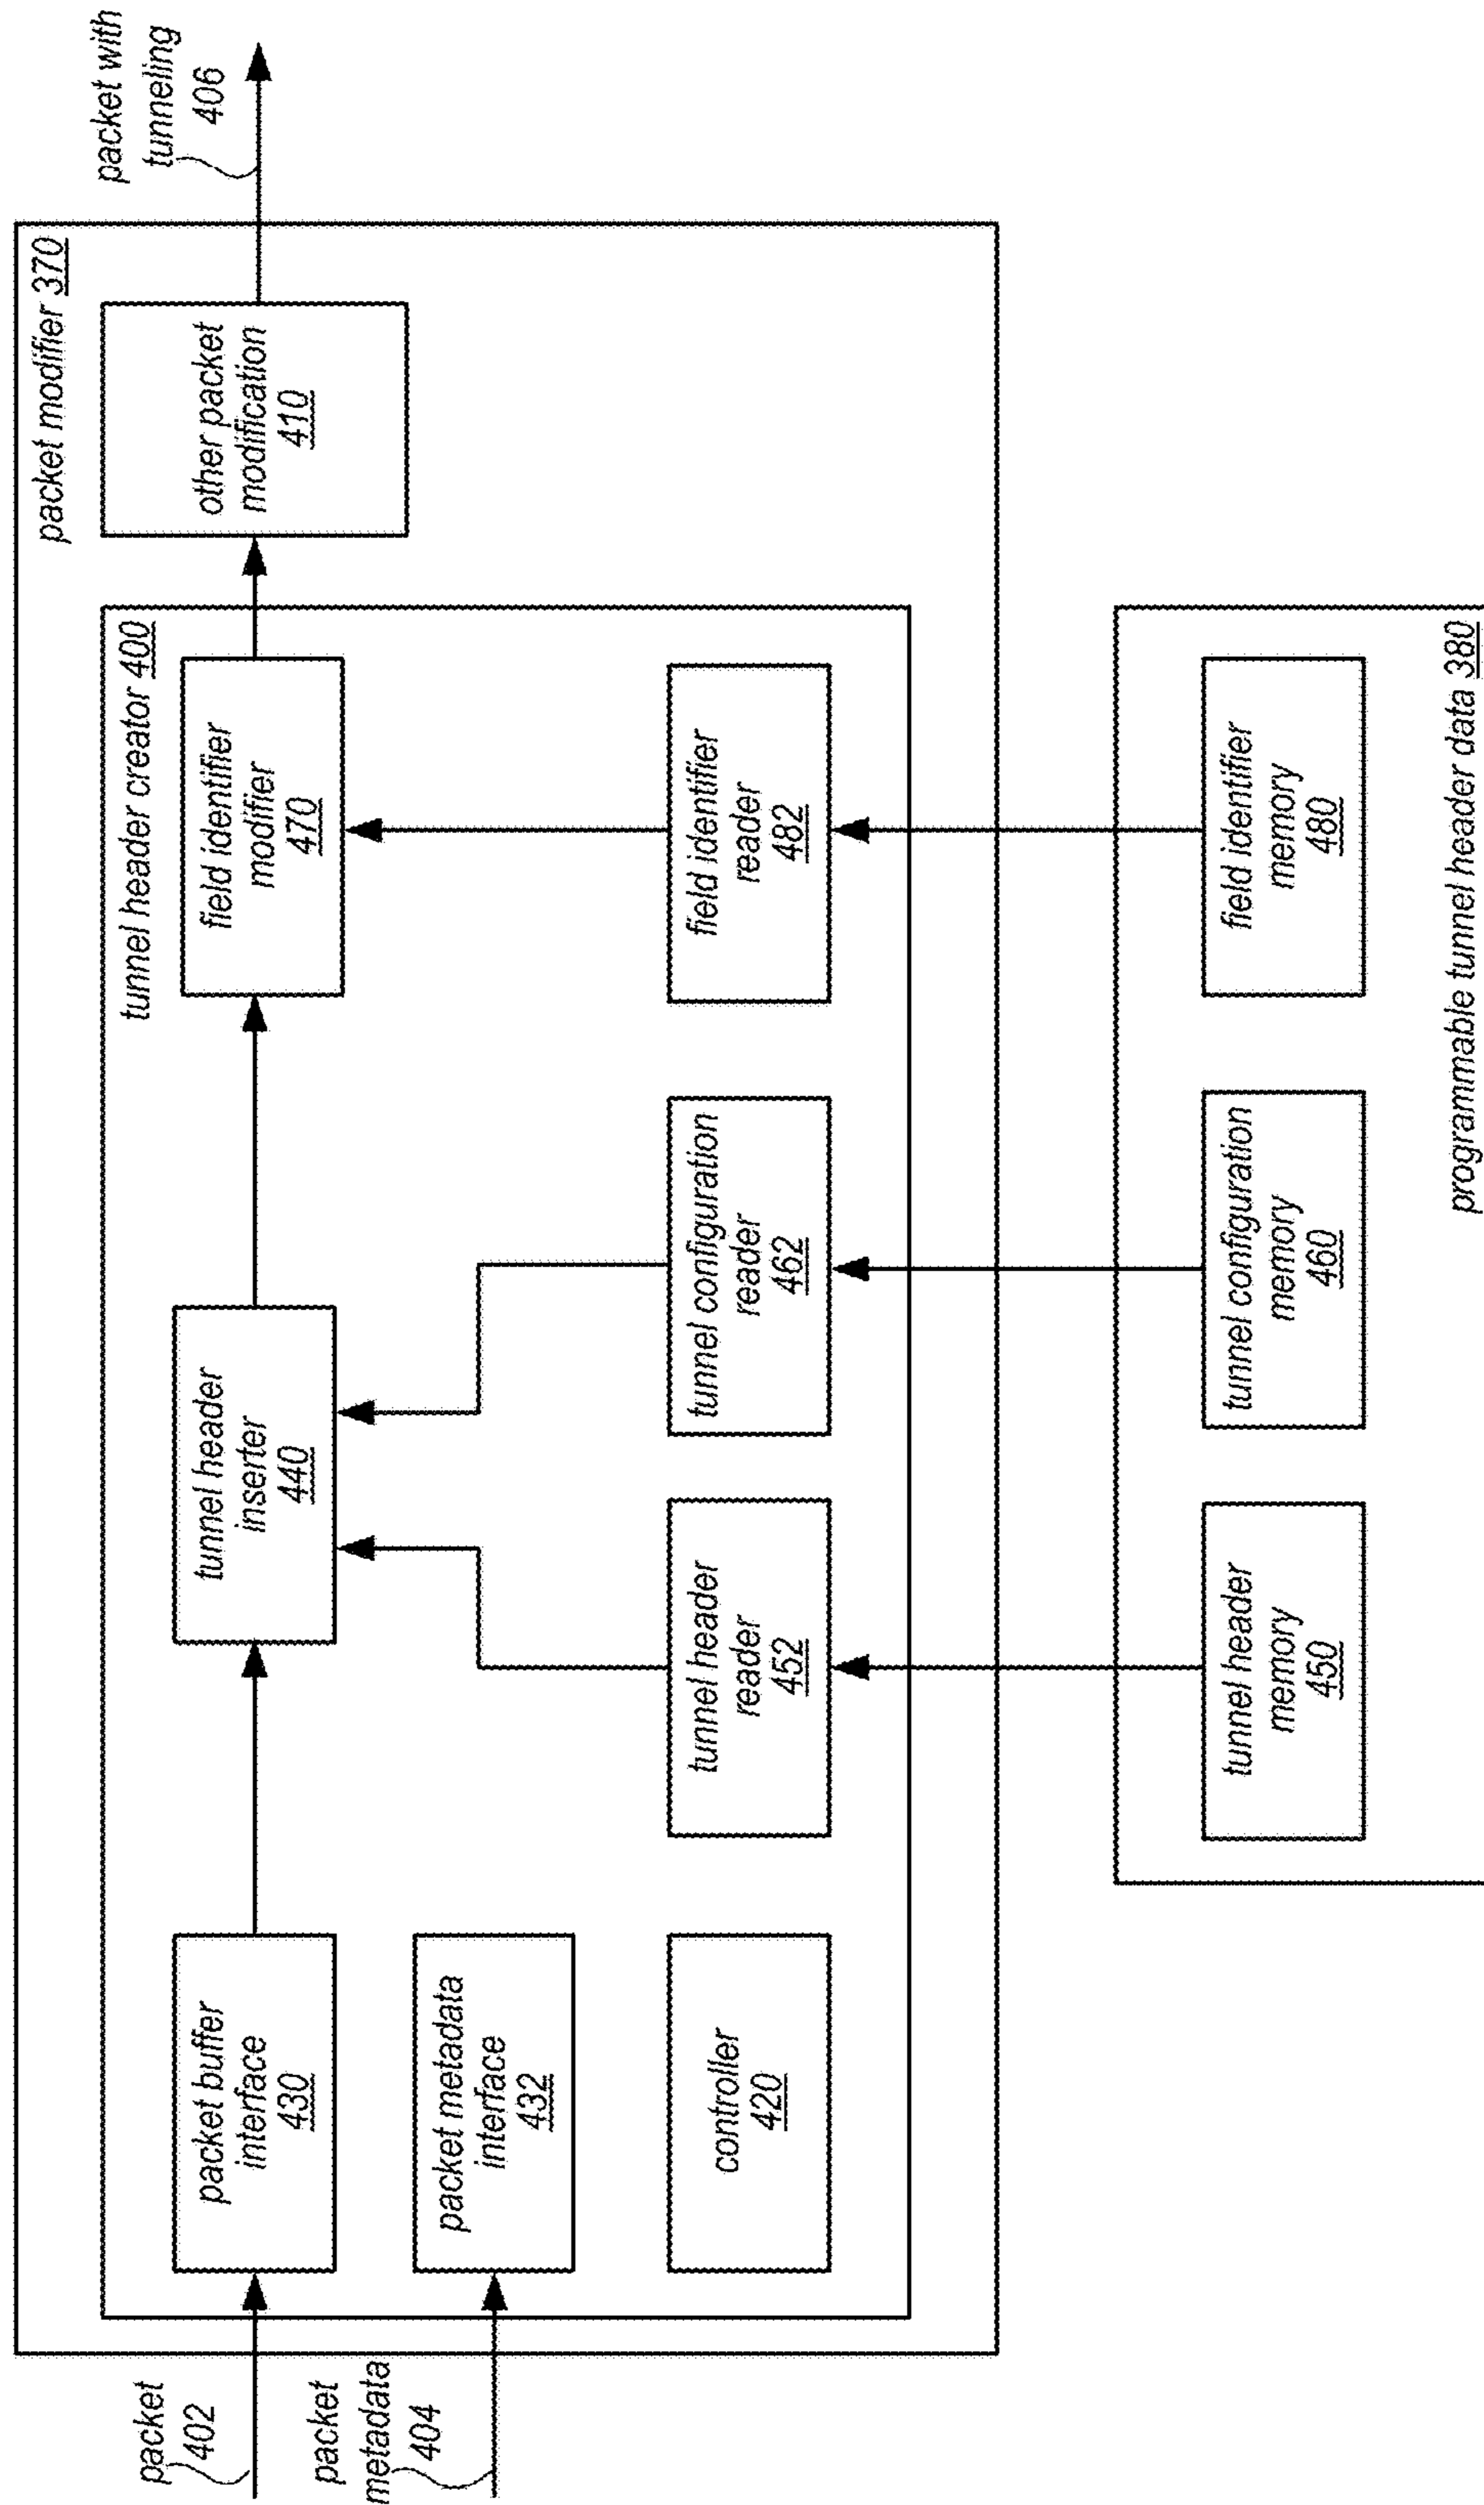 packet modifier 370
packet with
tunneling
406
tunnel header creator 400
packet
402
packet buffer
interface
430
tunnel header
inserter
440
field identifier
modifier
470
other packet
modification
410
packet
metadata
404
packet metadata
interface
432
controller
420
tunnel header
reader
452
tunnel configuration
reader
462
field identifier
reader
482
tunnel header
memory
450
tunnel configuration
memory
460
field identifier
memory
480
programmable tunnel header data 380